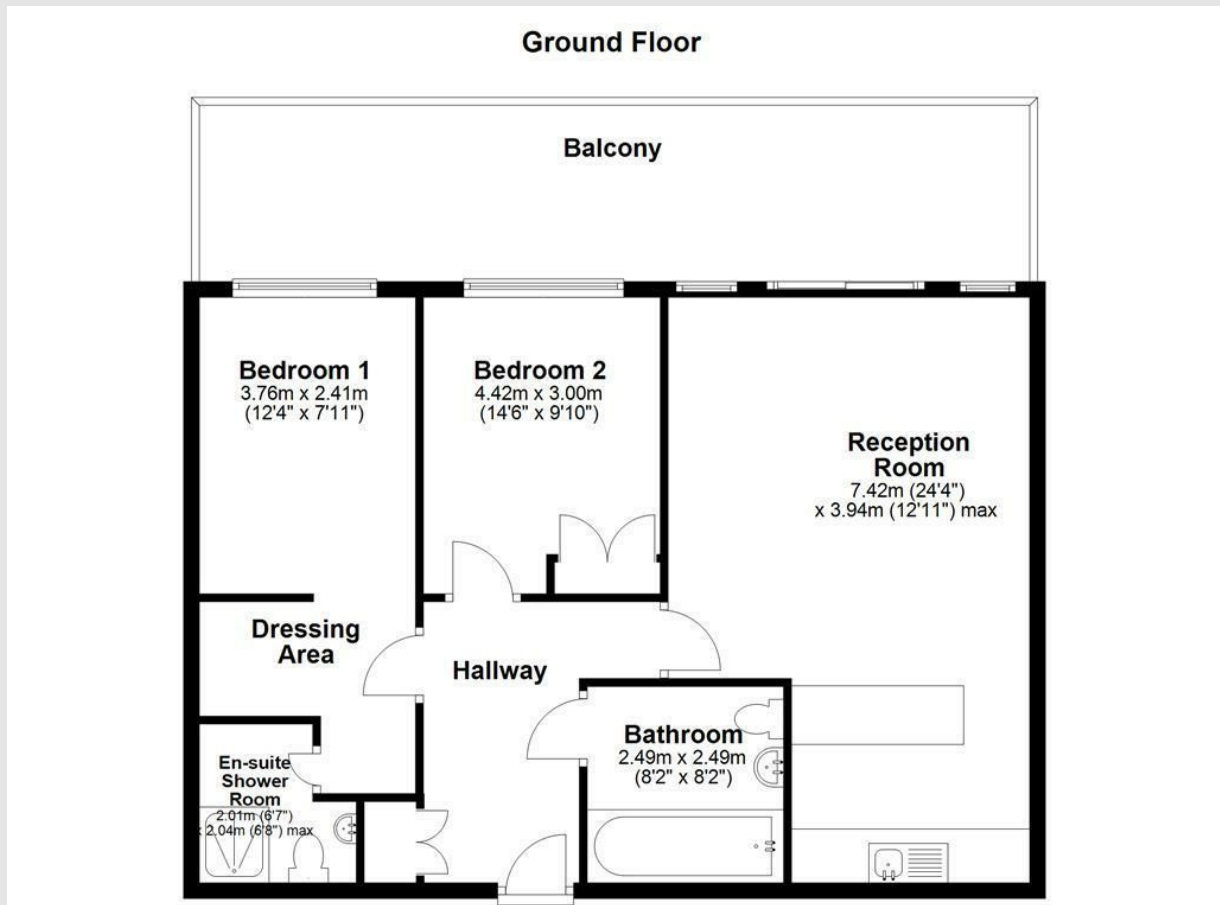 Ground Floor
Balcony
Bedroom 1
3.76m x 2.41m
(12'4" x 7'11")
Bedroom 2
4.42m x 3.00m
(14'6" x 9'10")
Reception
Room
7.42m (24'4")
x 3.94m (12'11") max
Dressing
Area
Hallway
Bathroom
2.49m x 2.49m
(8'2" x 8'2")
En-suite
Shower
Room
2.01m (6'7")
x 2.04m (6'8") max